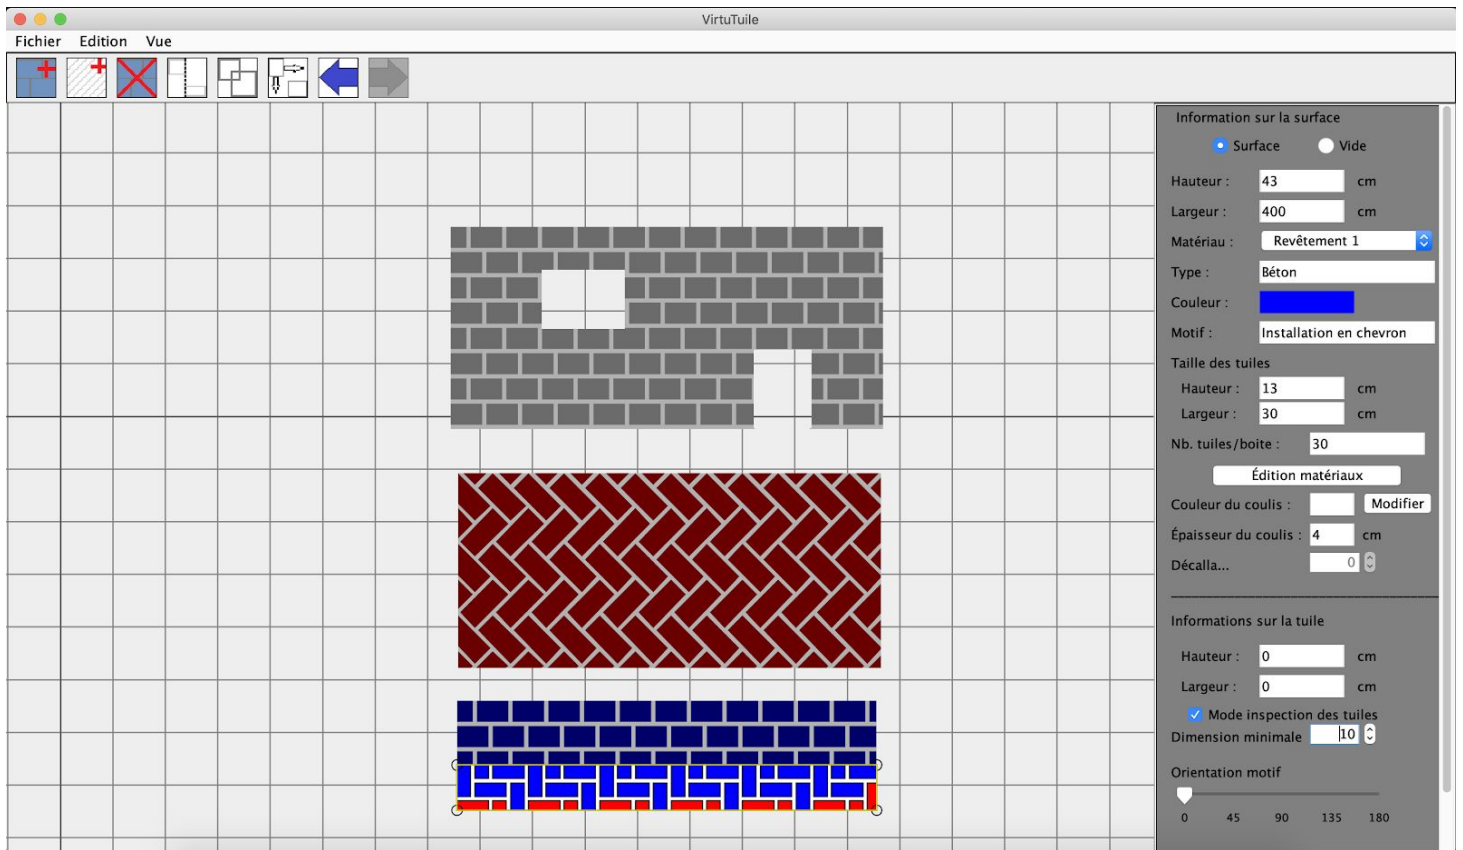 VirtuTuile
Fichier Edition Vue
Information sur la surface
Surface Vide
Hauteur : 43 cm
Largeur : 400 cm
Matériau : Revêtement 1
Type : Béton
Couleur :
Motif : Installation en chevron
Taille des tuiles
Hauteur : 13 cm
Largeur : 30 cm
Nb. tuiles/boite : 30
Édition matériaux
Couleur du coulis : Modifier
Épaisseur du coulis : 4 cm
Décalla... 0
Informations sur la tuile
Hauteur : 0 cm
Largeur : 0 cm
Mode inspection des tuiles
Dimension minimale 10
Orientation motif
0 45 90 135 180